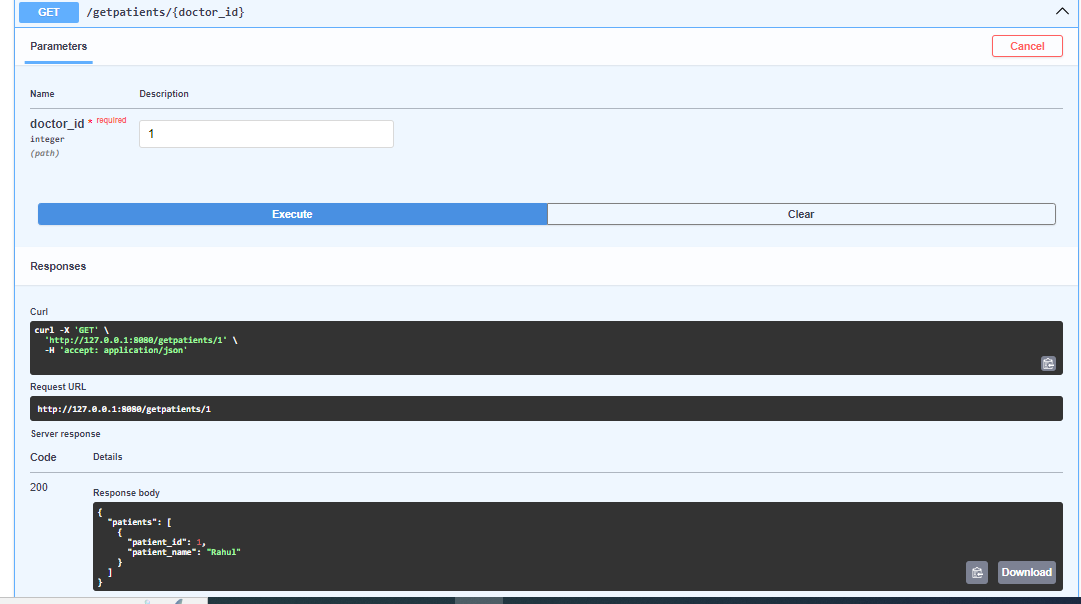 GET /getpatients/{doctor_id}
Parameters
Cancel
Name Description
doctor_id * required
integer
(path)
1
Execute Clear
Responses
Curl
curl -X 'GET' \
'http://127.0.0.1:8080/getpatients/1' \
-H 'accept: application/json'
Request URL
http://127.0.0.1:8080/getpatients/1
Server response
Code Details
200
Response body
{
"patients": [
{
"patient_id": 1,
"patient_name": "Rahul"
}
]
}
Download